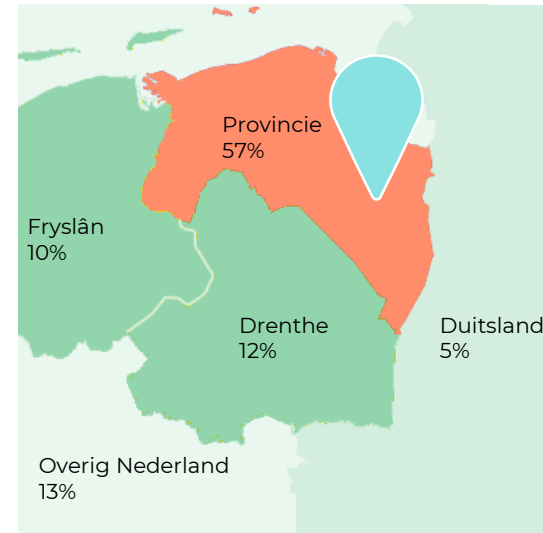 Provincie
57%
Fryslân
10%
Drenthe
12%
Duitsland
5%
Overig Nederland
13%